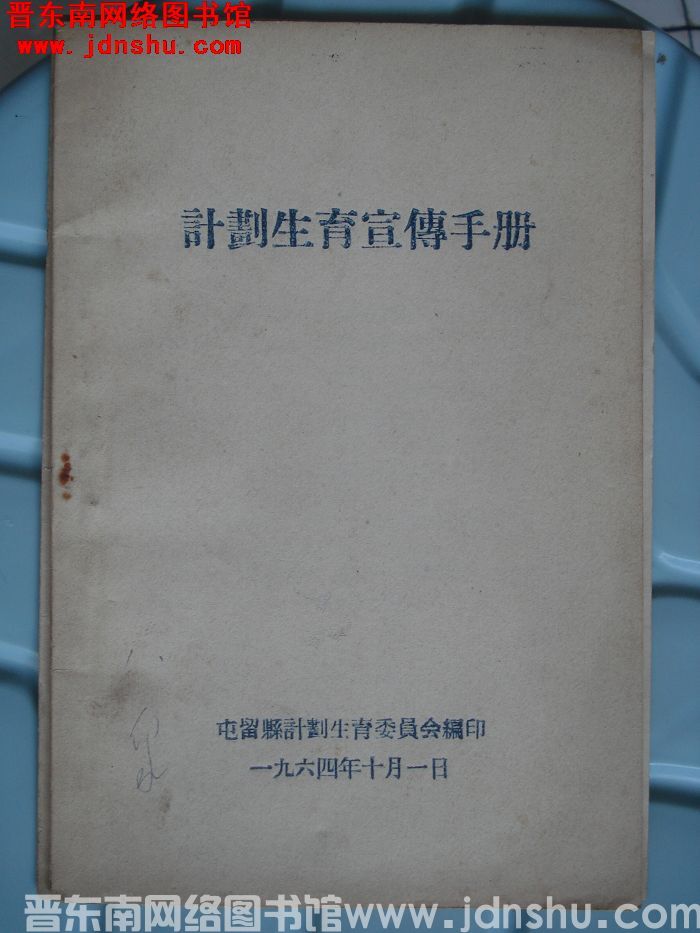 晋东南网络图书馆
www.jdnshu.com
計劃生育宣傳手册
屯留縣計劃生育委員会編印
一九六四年十月一日
晋东南网络图书馆www.jdnshu.com